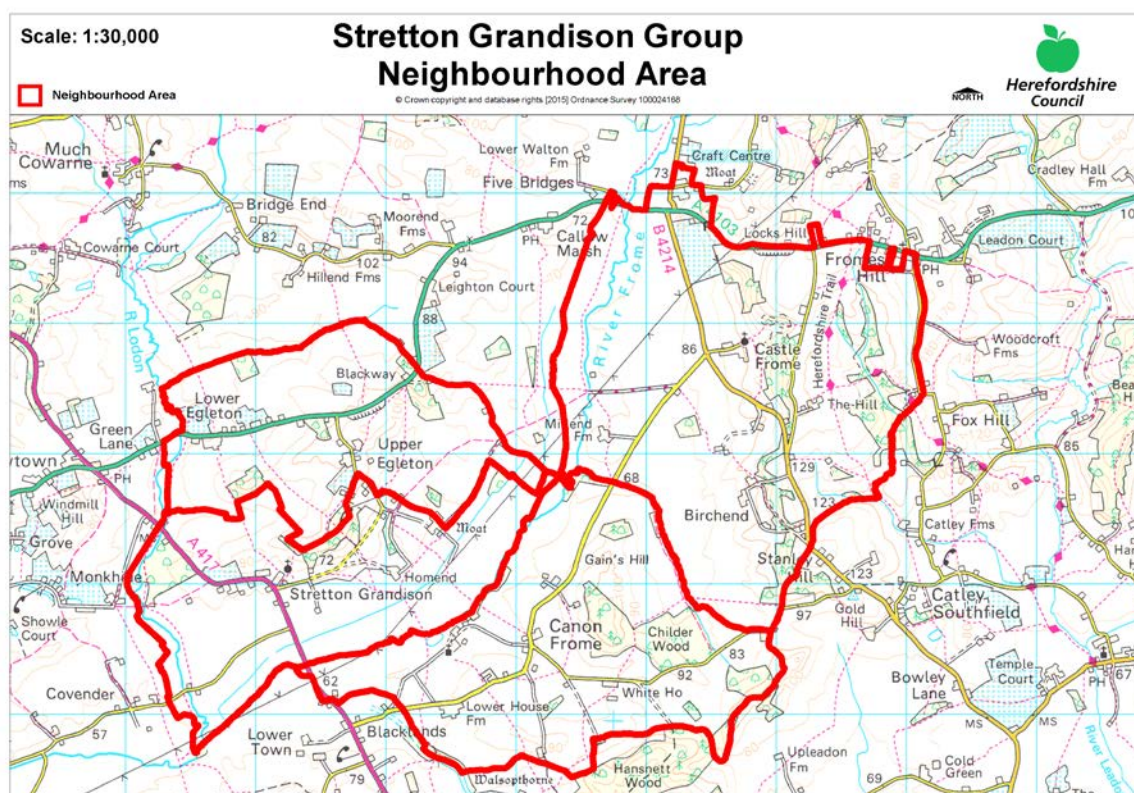 Scale: 1:30,000
Stretton Grandison Group
Neighbourhood Area
Neighbourhood Area
© Crown copyright and database rights [2015] Ordnance Survey 100024168
NORTH
Herefordshire
Council
Much
Cowarne
Lower Walton
Fm
Five Bridges
Craft Centre
Moat
73
Cradley Hall
Fm
Bridge End
82
Moorend
Fms
72
PH
Callow
Marsh
B4214
Locks Hill
Leadon Court
Cowarne Court
Hillend Fms
102
94
Leighton Court
River Frome
Fromes
Hill
PH
Herefordshire Trail
R Lodon
88
86
Castle
Frome
Woodcroft
Fms
Blackway
Lower
Egleton
Green
Lane
The Hill
Fox Hill
85
Upper
Egleton
PH
Windmill
Hill
Grove
68
129
123
Birchend
Catley Fms
Moat
Gain's Hill
72
Homend
Stretton Grandison
Monkhide
Showle
Court
Stanley
Hill
123
Gold
Hill
97
Catley
Southfield
Canon
Frome
Childer
Wood
83
92
White Ho
Bowley
Lane
Temple
Court
67
PH
MS
MS
Covender
57
62
Lower House
Fm
Blacklands
Lower
Town
79
Walsopthorne
Hansnett
Wood
Upleadon
Fm
69
Cold
Green